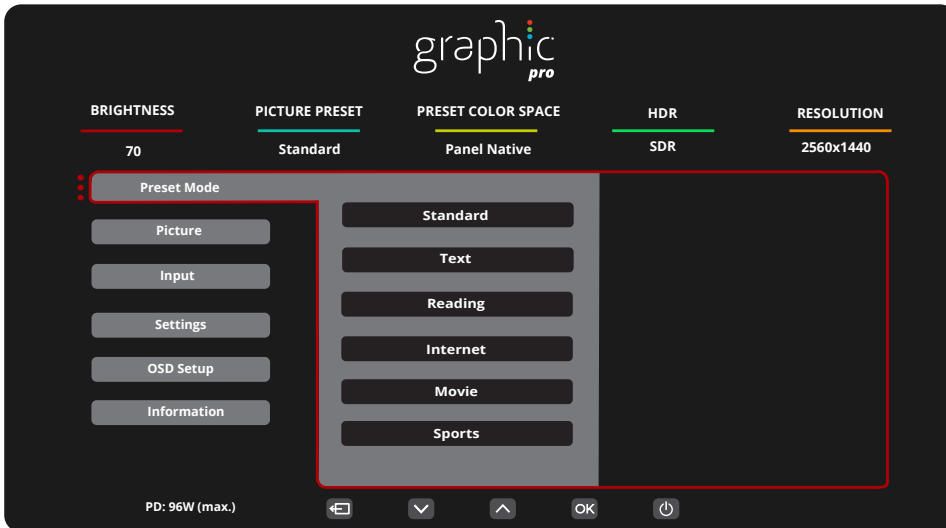 graphic
pro
BRIGHTNESS PICTURE PRESET PRESET COLOR SPACE HDR RESOLUTION
70 Standard Panel Native SDR 2560x1440
Preset Mode
Picture
Input
Settings
OSD Setup
Information
Standard
Text
Reading
Internet
Movie
Sports
PD: 96W (max.)
OK